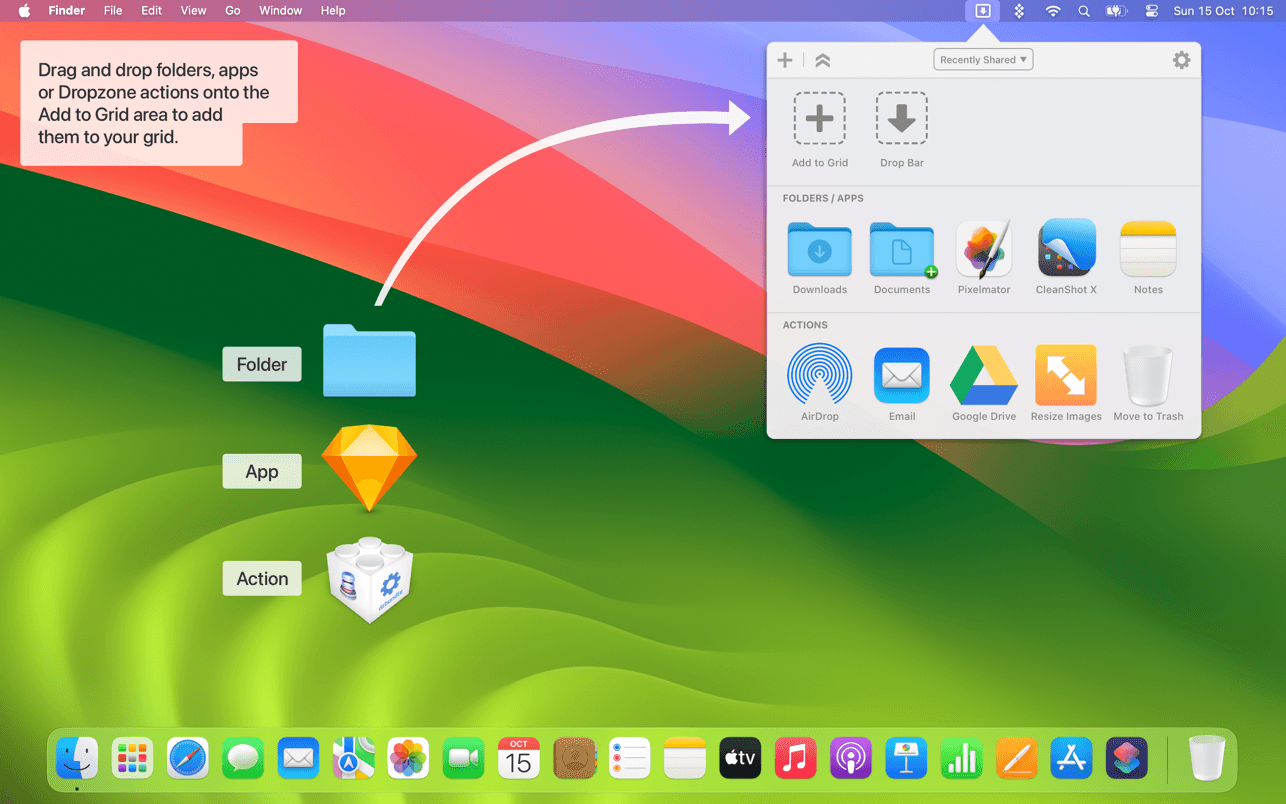 Finder File Edit View Go Window Help Sun 15 Oct 10:15
Drag and drop folders, apps
or Dropzone actions onto the
Add to Grid area to add
them to your grid.
Recently Shared ▼
Add to Grid Drop Bar
FOLDERS / APPS
Downloads Documents Pixelmator CleanShot X Notes
ACTIONS
AirDrop Email Google Drive Resize Images Move to Trash
Folder
App
Action
dzbundle
OCT
15
tv